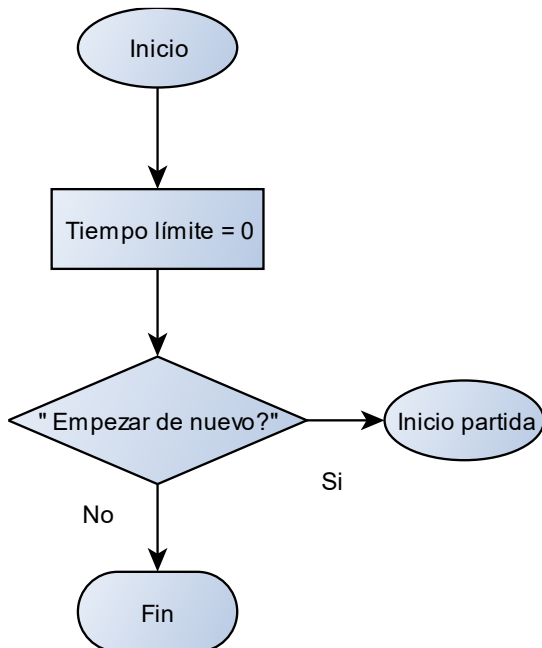 Inicio
Tiempo límite = 0
" Empezar de nuevo?"
Inicio partida
Si
No
Fin